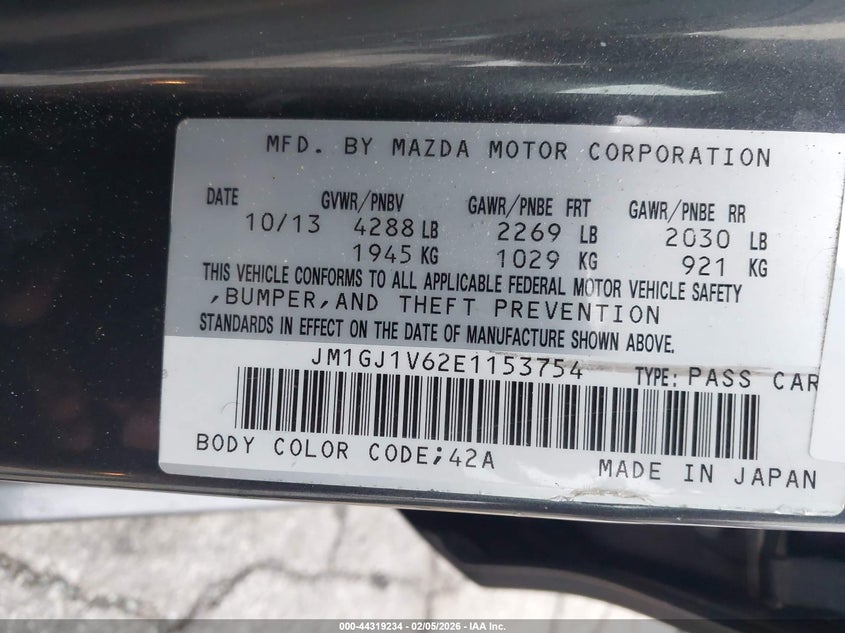 MFD. BY MAZDA MOTOR CORPORATION
DATE GVWR/PNBV GAWR/PNBE FRT GAWR/PNBE RR
10/13 4288 LB 2269 LB 2030 LB
1945 KG 1029 KG 921 KG
THIS VEHICLE CONFORMS TO ALL APPLICABLE FEDERAL MOTOR VEHICLE SAFETY
,BUMPER,AND THEFT PREVENTION
STANDARDS IN EFFECT ON THE DATE OF MANUFACTURE SHOWN ABOVE.
JM1GJ1V62E1153754 TYPE: PASS CAR
BODY COLOR CODE;42A MADE IN JAPAN
000-44319234 | 02/05/2026 | IAA Inc.